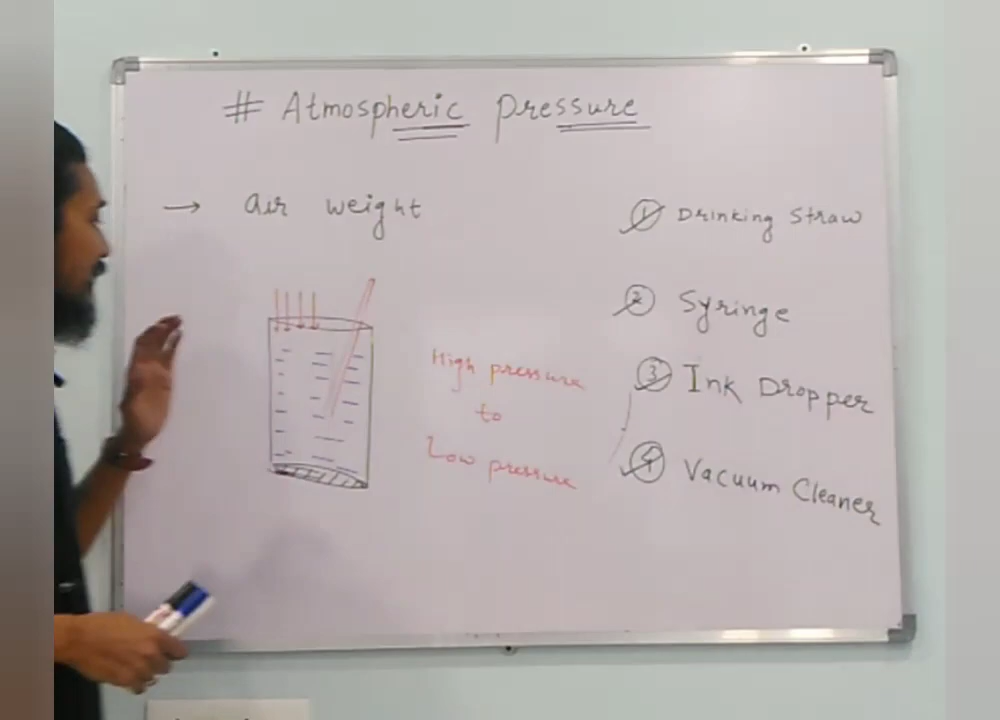 # Atmospheric pressure
→ air weight
High pressure
to
Low pressure
1 Drinking Straw
2 Syringe
3 Ink Dropper
4 Vacuum Cleaner